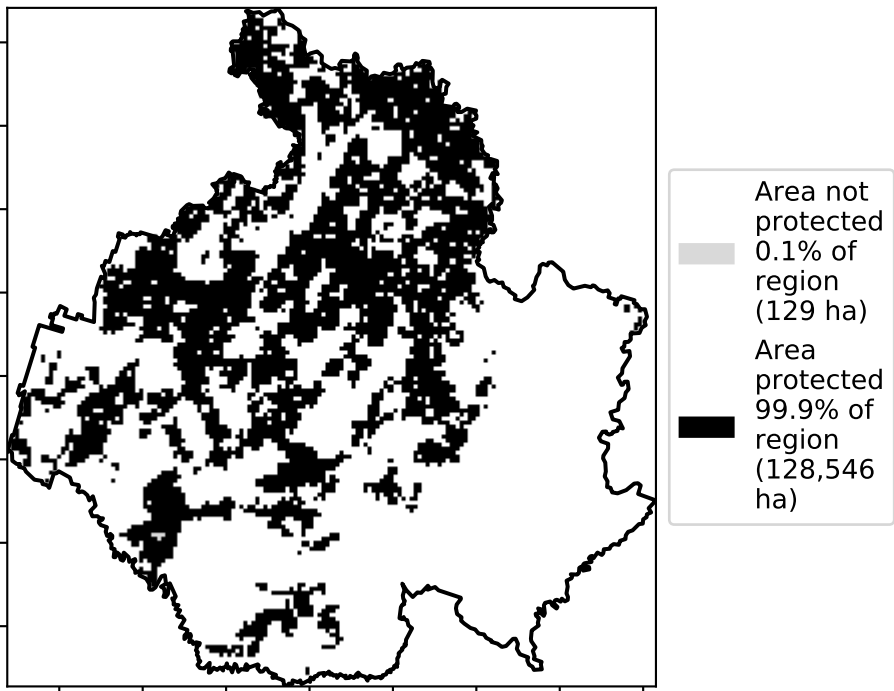 Area not
protected
0.1% of
region
(129 ha)
Area
protected
99.9% of
region
(128,546
ha)